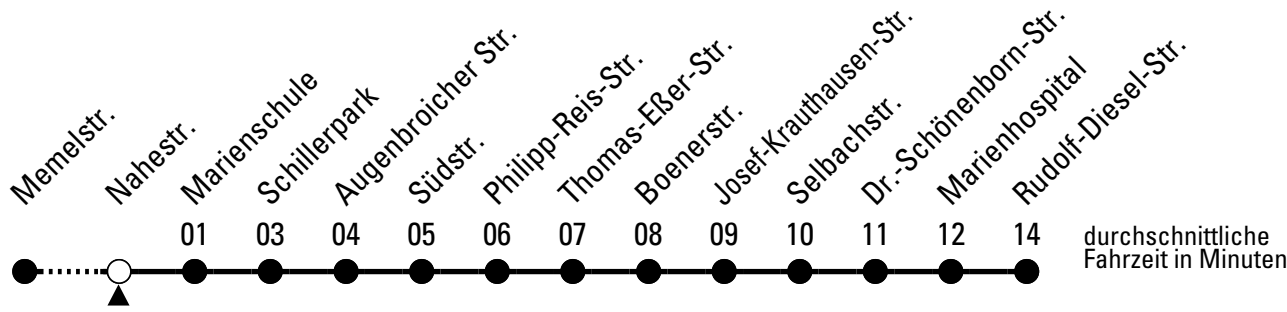 Memelstr.
Nahestr.
Marienschule
Schillerpark
Augenbroicher Str.
Südstr.
Philipp-Reis-Str.
Thomas-Eßer-Str.
Boenerstr.
Josef-Krauthausen-Str.
Selbachstr.
Dr.-Schönenborn-Str.
Marienhospital
Rudolf-Diesel-Str.
01 03 04 05 06 07 08 09 10 11 12 14
durchschnittliche
Fahrzeit in Minuten